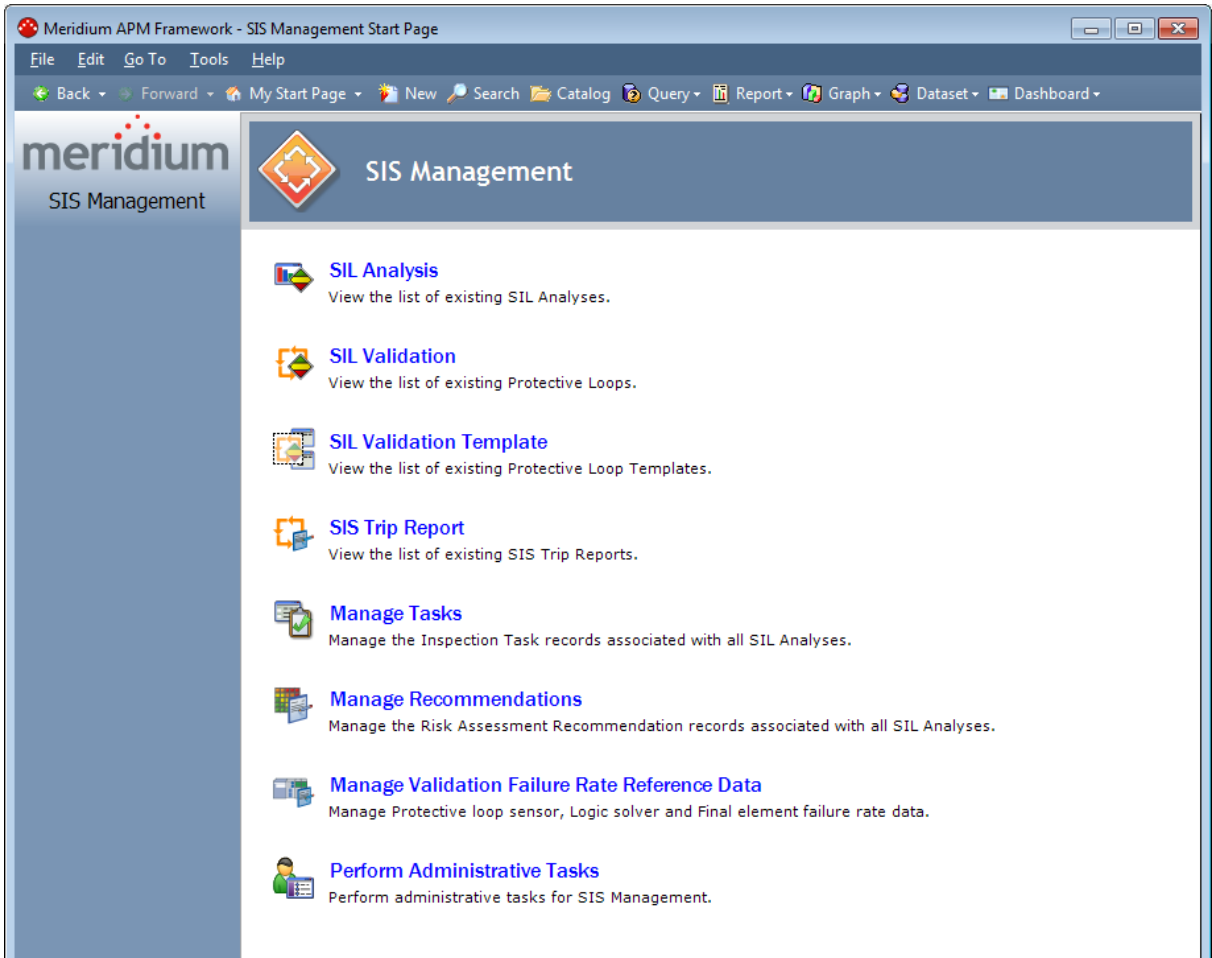 Meridium APM Framework - SIS Management Start Page
File Edit Go To Tools Help
Back Forward My Start Page New Search Catalog Query Report Graph Dataset Dashboard
meridium
SIS Management
SIS Management
SIL Analysis
View the list of existing SIL Analyses.
SIL Validation
View the list of existing Protective Loops.
SIL Validation Template
View the list of existing Protective Loop Templates.
SIS Trip Report
View the list of existing SIS Trip Reports.
Manage Tasks
Manage the Inspection Task records associated with all SIL Analyses.
Manage Recommendations
Manage the Risk Assessment Recommendation records associated with all SIL Analyses.
Manage Validation Failure Rate Reference Data
Manage Protective loop sensor, Logic solver and Final element failure rate data.
Perform Administrative Tasks
Perform administrative tasks for SIS Management.